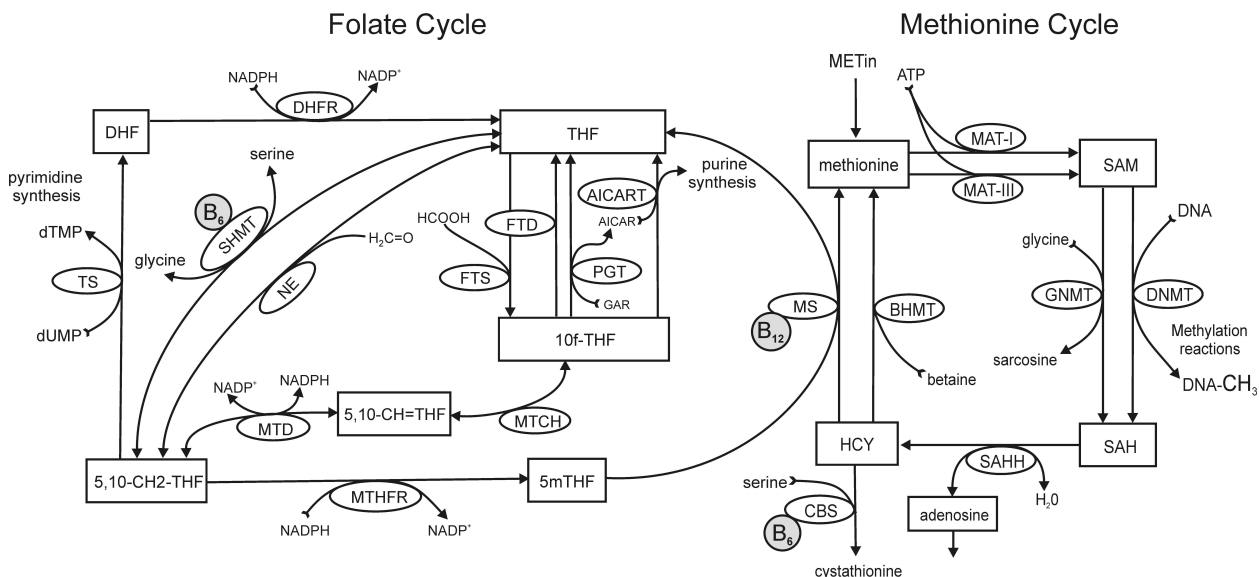 Folate Cycle
Methionine Cycle
NADPH
NADP+
DHFR
DHF
THF
METin
ATP
MAT-I
methionine
SAM
MAT-III
pyrimidine
synthesis
serine
B6
SHMT
glycine
dTMP
TS
dUMP
H2C=O
NE
HCOOH
FTS
FTD
AICART
AICAR
purine
synthesis
PGT
GAR
10f-THF
MS
B12
BHMT
betaine
glycine
GNMT
sarcosine
DNA
DNMT
Methylation
reactions
DNA-CH3
NADP+
NADPH
MTD
5,10-CH=THF
MTCH
5,10-CH2-THF
MTHFR
NADPH
NADP+
5mTHF
HCY
SAH
SAHH
H20
adenosine
serine
CBS
B6
cystathionine